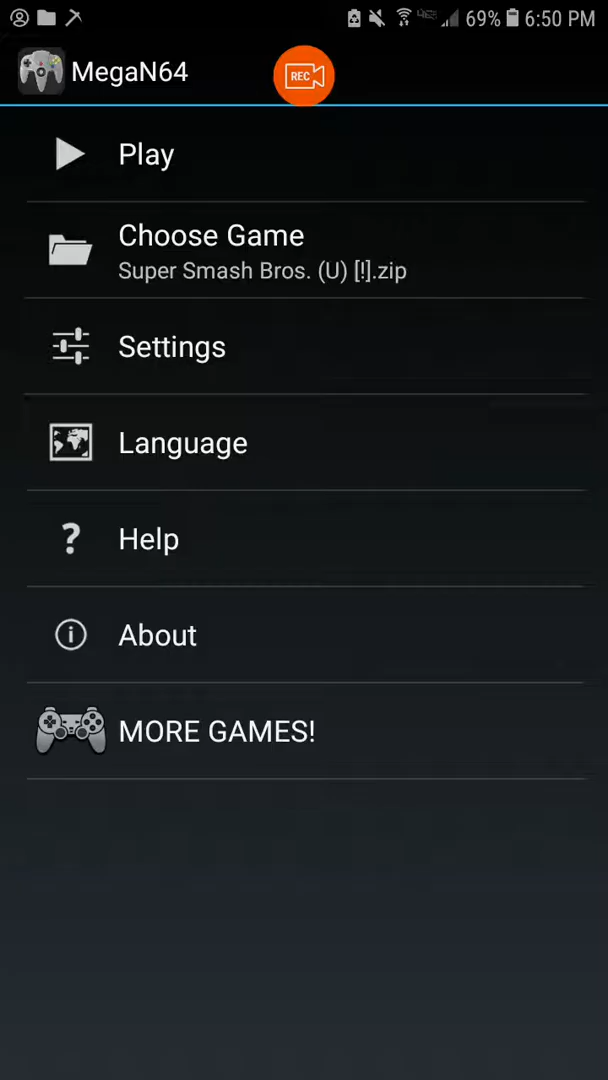 69% 6:50 PM
MegaN64
REC
Play
Choose Game
Super Smash Bros. (U) [!].zip
Settings
Language
Help
About
MORE GAMES!